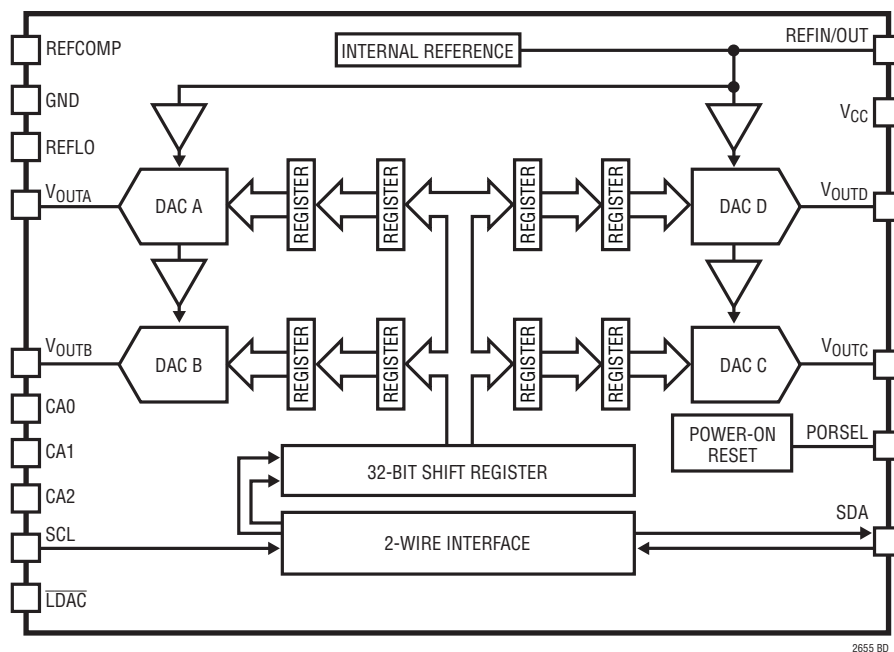 REFCOMP
INTERNAL REFERENCE
REFIN/OUT
GND
VCC
REFLO
VOUTA
DAC A
REGISTER
REGISTER
REGISTER
REGISTER
DAC D
VOUTD
VOUTB
DAC B
REGISTER
REGISTER
REGISTER
REGISTER
DAC C
VOUTC
CA0
CA1
CA2
POWER-ON
RESET
PORSEL
32-BIT SHIFT REGISTER
SCL
2-WIRE INTERFACE
SDA
LDAC
2655 BD